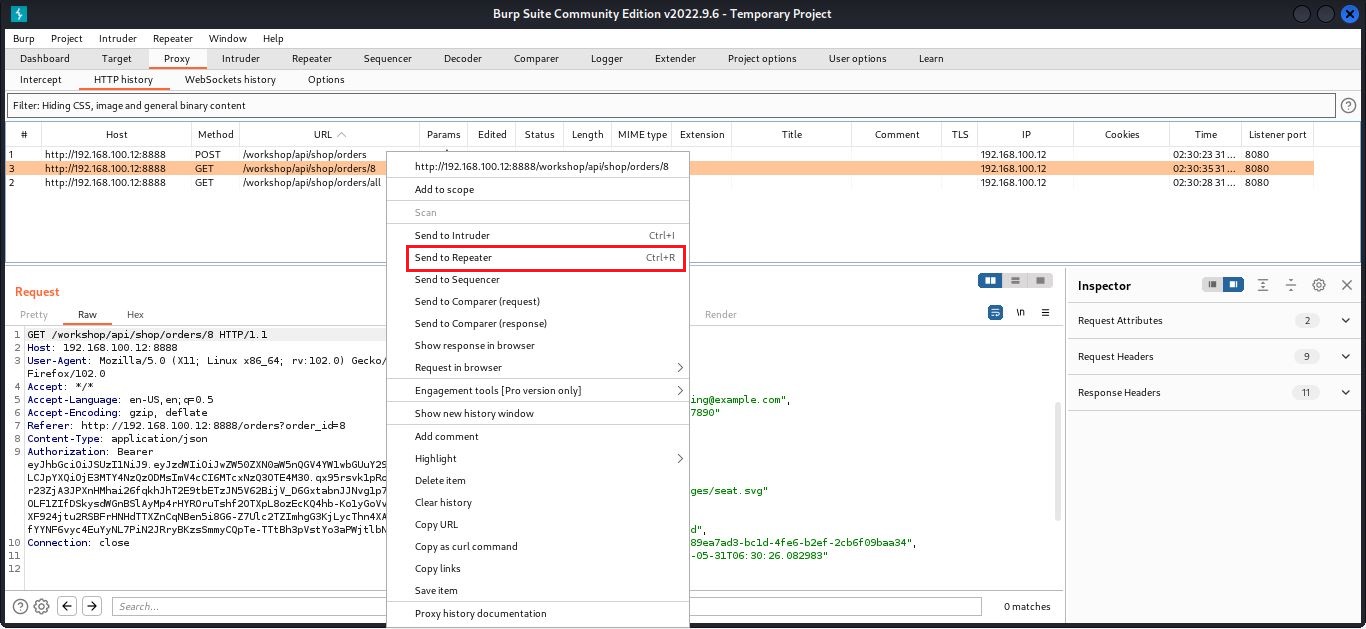 Burp Suite Community Edition v2022.9.6 - Temporary Project
Burp Project Intruder Repeater Window Help
Dashboard Target Proxy Intruder Repeater Sequencer Decoder Comparer Logger Extender Project options User options Learn
Intercept HTTP history WebSockets history Options
Filter: Hiding CSS, image and general binary content
# Host Method URL Params Edited Status Length MIME type Extension Title Comment TLS IP Cookies Time Listener port
1 http://192.168.100.12:8888 POST /workshop/api/shop/orders 192.168.100.12 02:30:23 31 ... 8080
3 http://192.168.100.12:8888 GET /workshop/api/shop/orders/8 192.168.100.12 02:30:35 31 ... 8080
2 http://192.168.100.12:8888 GET /workshop/api/shop/orders/all 192.168.100.12 02:30:28 31 ... 8080
http://192.168.100.12:8888/workshop/api/shop/orders/8
Add to scope
Scan
Send to Intruder Ctrl+I
Send to Repeater Ctrl+R
Send to Sequencer
Send to Comparer (request)
Send to Comparer (response)
Show response in browser
Request in browser
Engagement tools [Pro version only]
Show new history window
Add comment
Highlight
Delete item
Clear history
Copy URL
Copy as curl command
Copy links
Save item
Proxy history documentation
Request
Pretty Raw Hex
1 GET /workshop/api/shop/orders/8 HTTP/1.1
2 Host: 192.168.100.12:8888
3 User-Agent: Mozilla/5.0 (X11; Linux x86_64; rv:102.0) Gecko/
Firefox/102.0
4 Accept: */*
5 Accept-Language: en-US,en;q=0.5
6 Accept-Encoding: gzip, deflate
7 Referer: http://192.168.100.12:8888/orders?order_id=8
8 Content-Type: application/json
9 Authorization: Bearer
10 Connection: close
11
12
Render
\n
ing@example.com",
7890"
ges/seat.svg"
d",
89ea7ad3-bc1d-4fe6-b2ef-2cb6f09baa34",
-05-31T06:30:26.082983"
Search...
0 matches
Inspector
Request Attributes 2
Request Headers 9
Response Headers 11